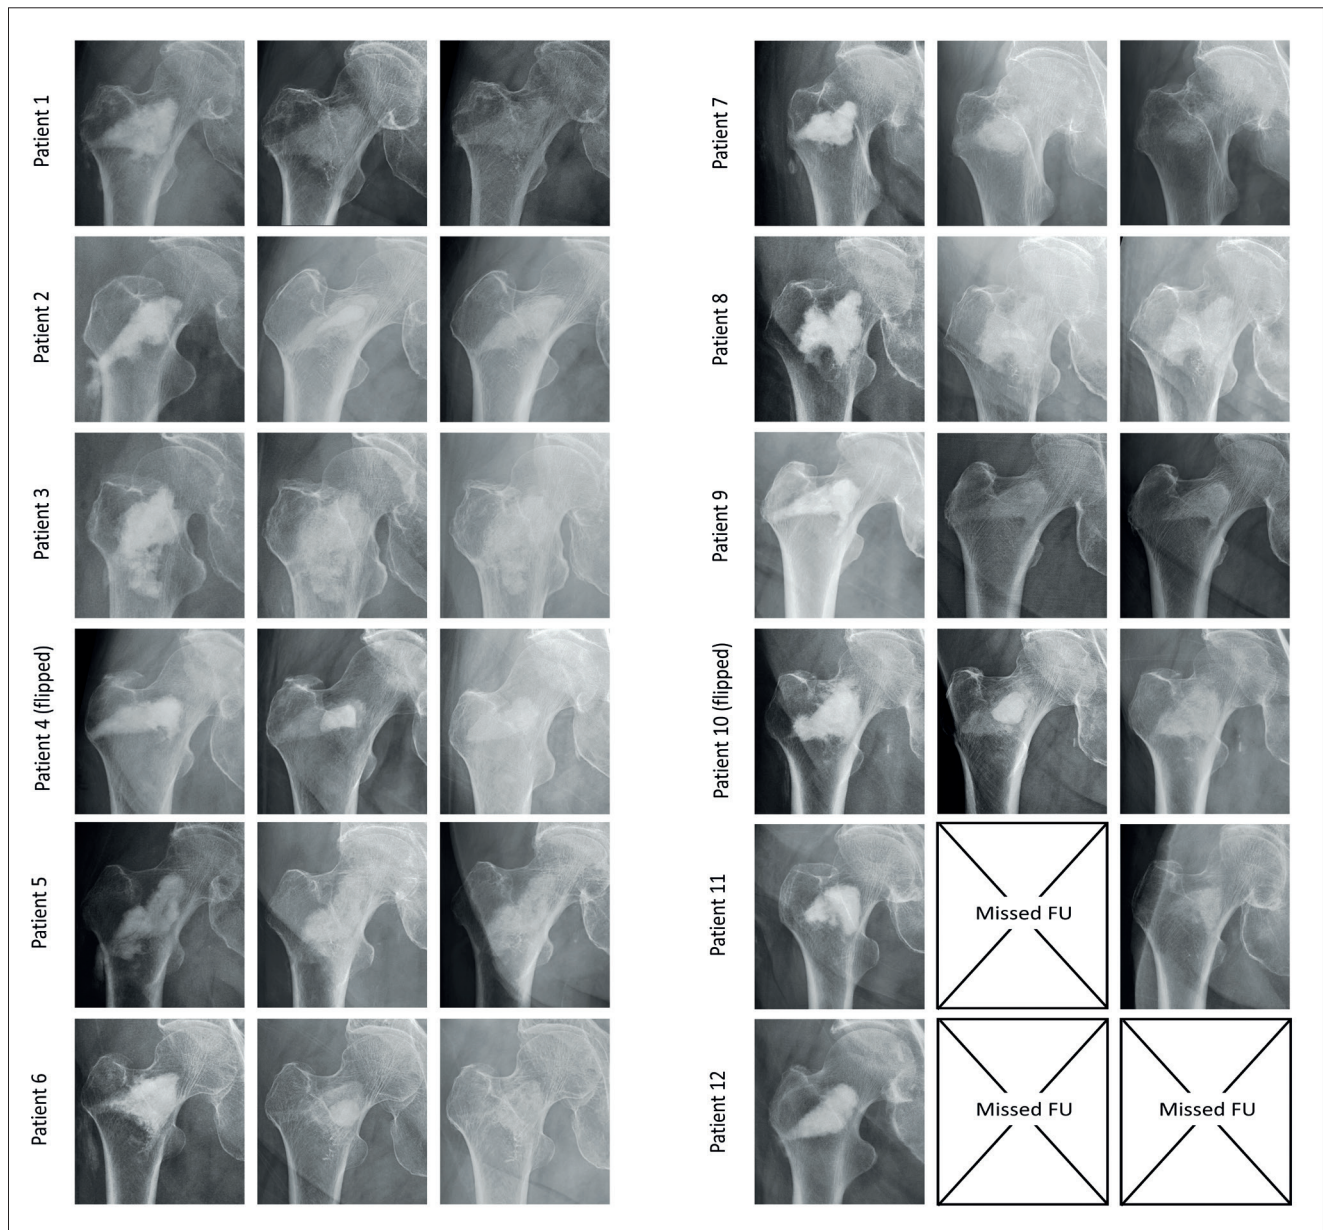 Patient 1
Patient 2
Patient 3
Patient 4 (flipped)
Patient 5
Patient 6
Patient 7
Patient 8
Patient 9
Patient 10 (flipped)
Patient 11
Missed FU
Patient 12
Missed FU
Missed FU